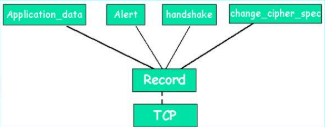 Application_data Alert handshake change_cipher_spec
Record
TCP